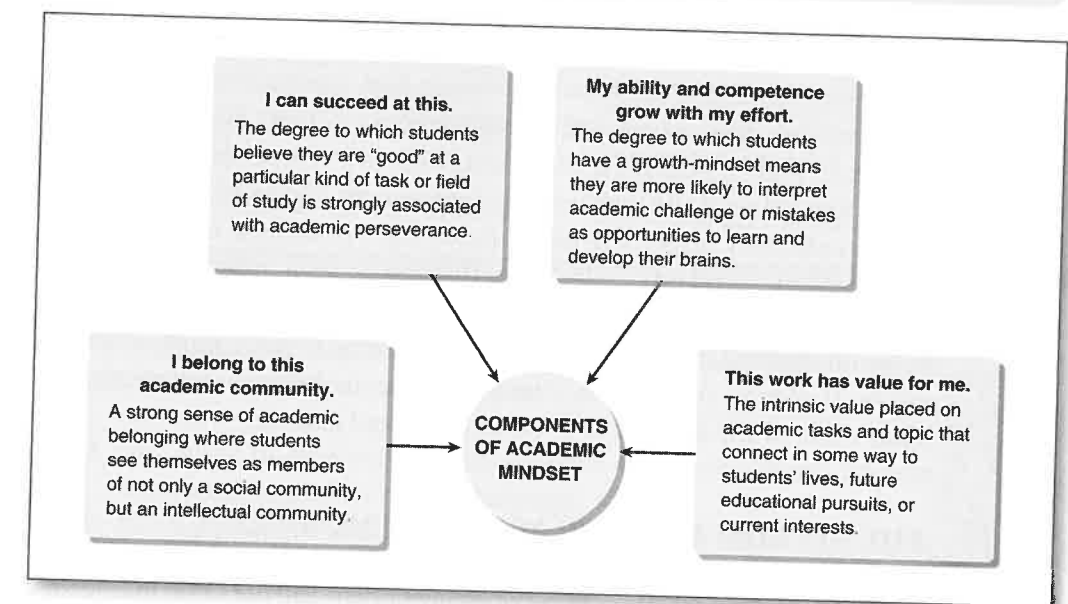 I can succeed at this.
The degree to which students
believe they are “good” at a
particular kind of task or field
of study is strongly associated
with academic perseverance.
My ability and competence
grow with my effort.
The degree to which students
have a growth-mindset means
they are more likely to interpret
academic challenge or mistakes
as opportunities to learn and
develop their brains.
I belong to this
academic community.
A strong sense of academic
belonging where students
see themselves as members
of not only a social community,
but an intellectual community.
COMPONENTS
OF ACADEMIC
MINDSET
This work has value for me.
The intrinsic value placed on
academic tasks and topic that
connect in some way to
students’ lives, future
educational pursuits, or
current interests.